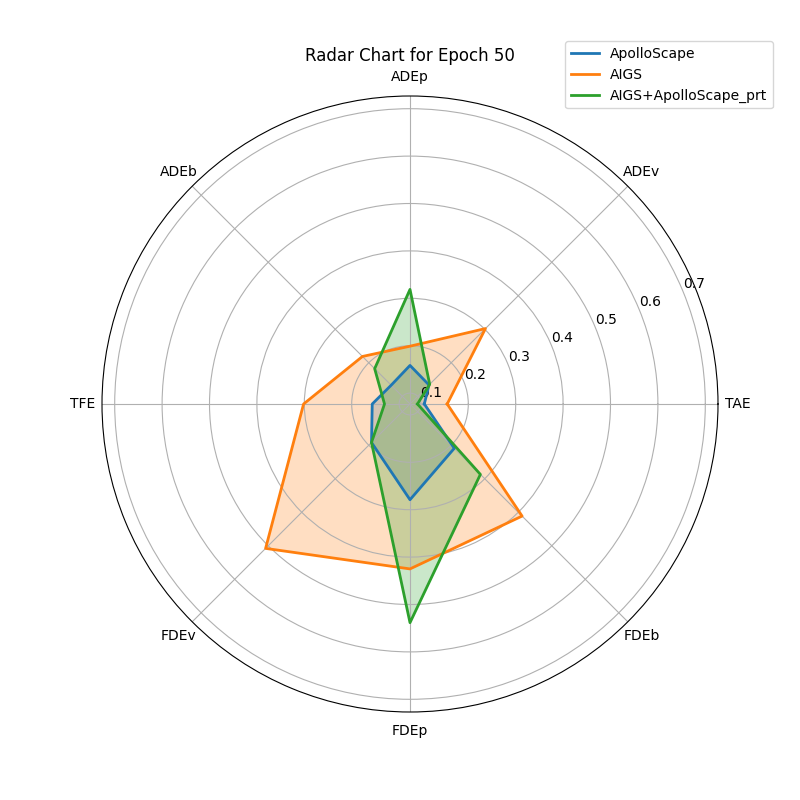 Radar Chart for Epoch 50
ApolloScape
AIGS
AIGS+ApolloScape_prt
ADEp
ADEb
ADEv
0.7
0.6
0.5
0.4
0.3
0.2
0.1
TFE
TAE
FDEv
FDEb
FDEp